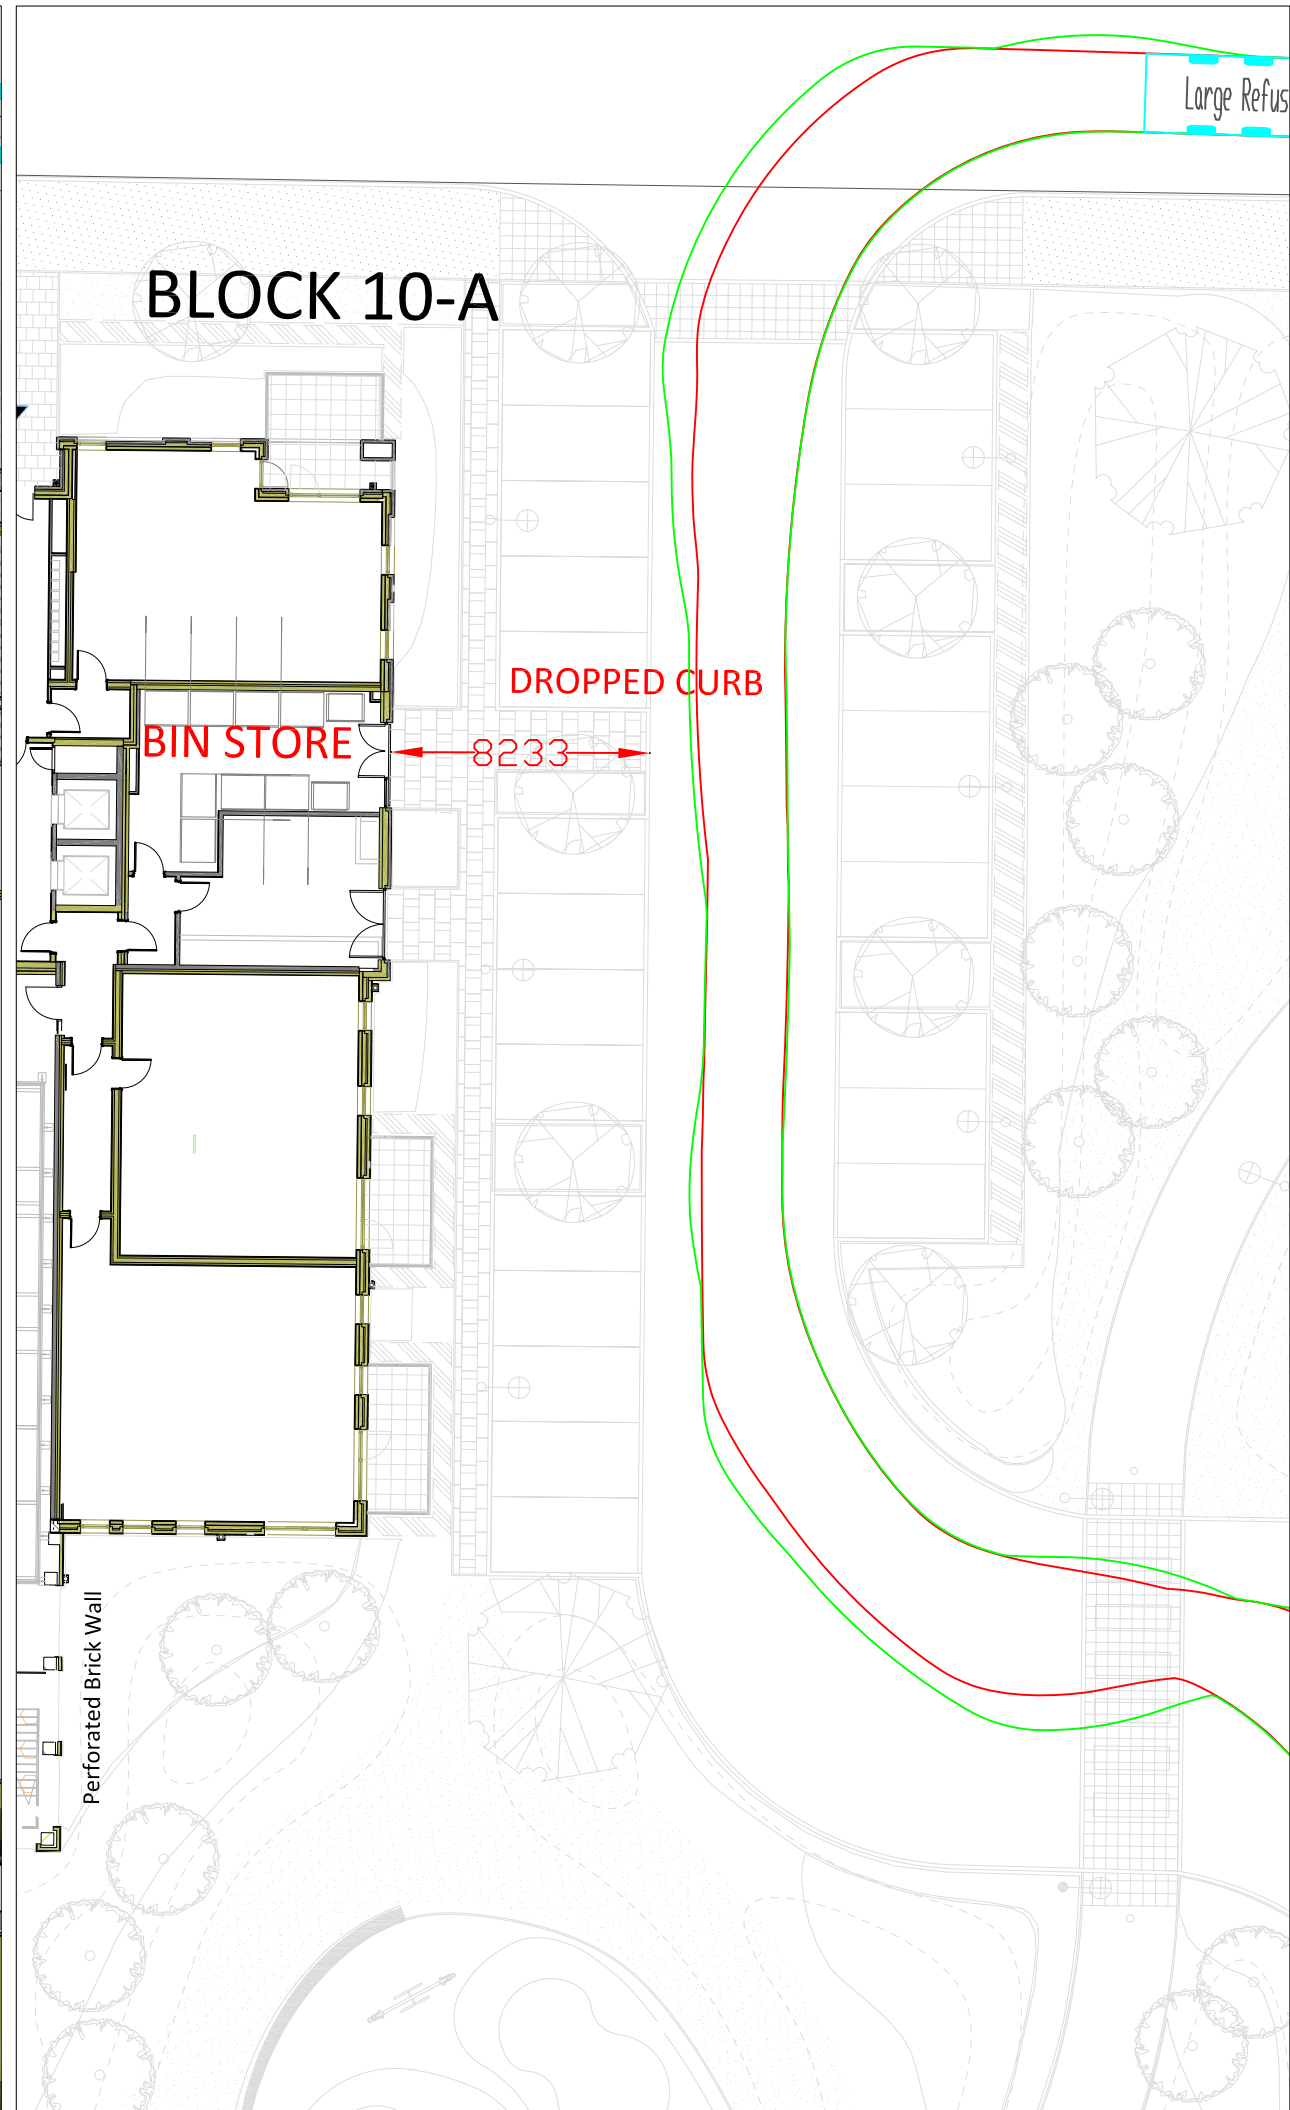 Large Refus
BLOCK 10-A
DROPPED CURB
BIN STORE
8233
Perforated Brick Wall